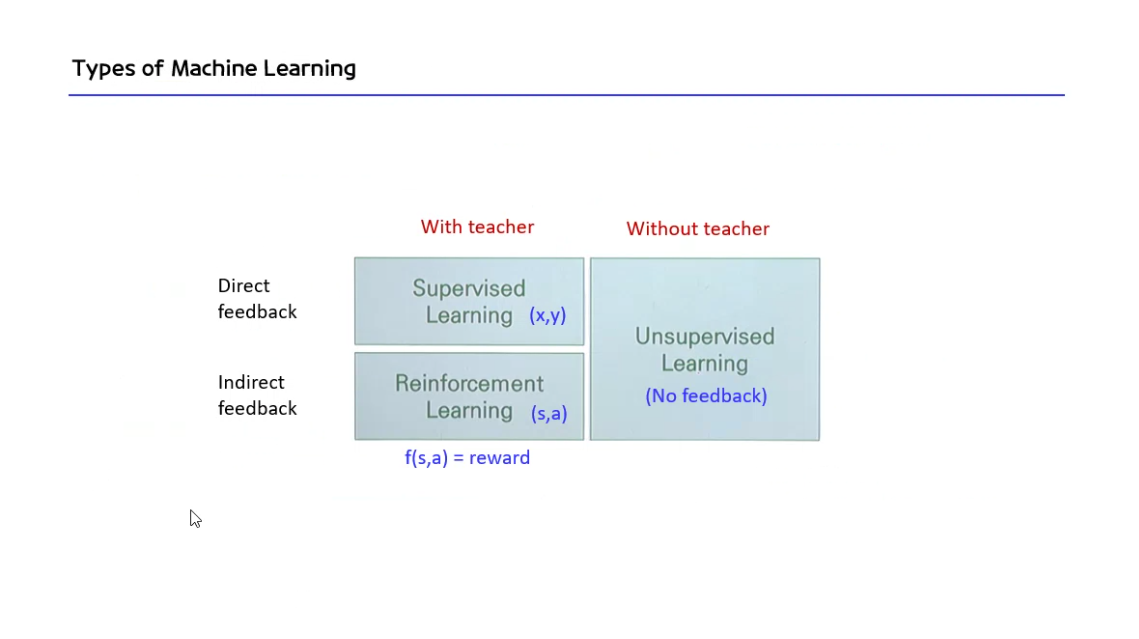 Types of Machine Learning
With teacher
Without teacher
Direct
feedback
Supervised
Learning (x,y)
Indirect
feedback
Reinforcement
Learning (s,a)
Unsupervised
Learning
(No feedback)
f(s,a) = reward